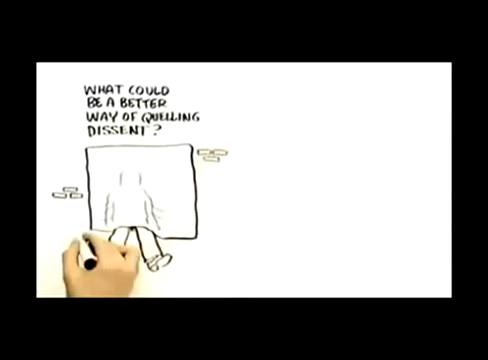 WHAT COULD
BE A BETTER
WAY OF QUELLING
DISSENT?